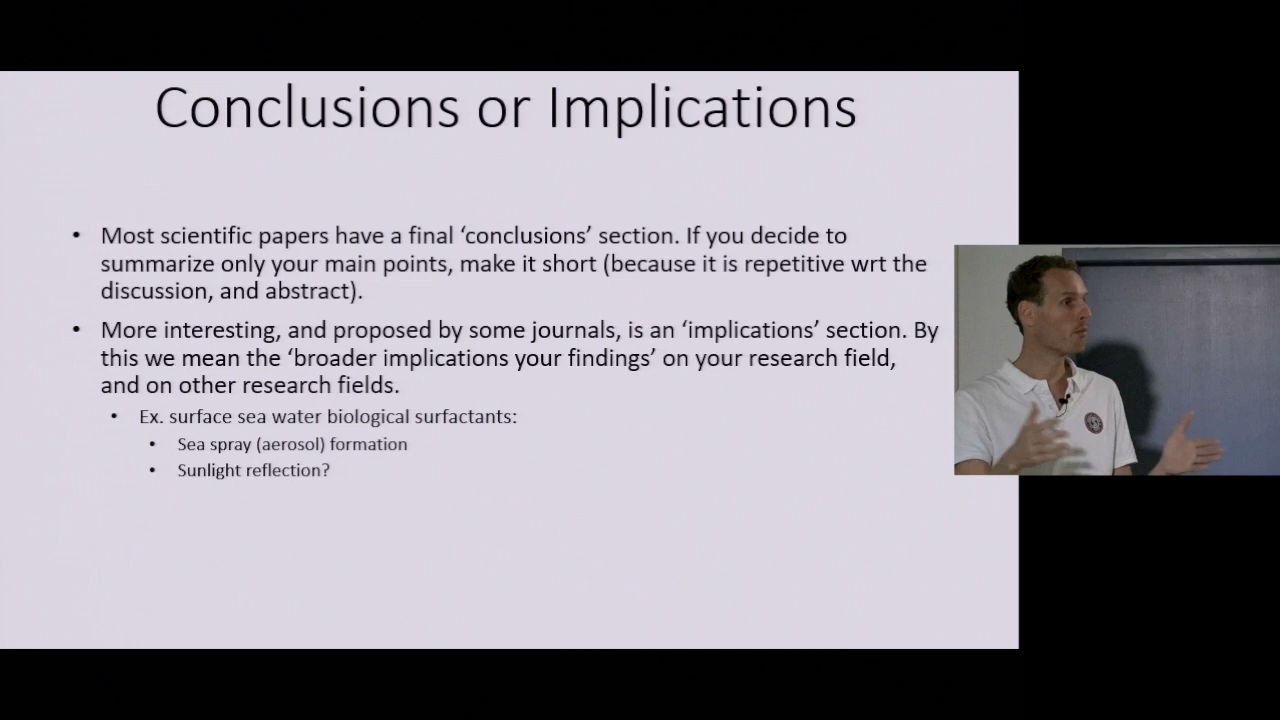 Conclusions or Implications
• Most scientific papers have a final ‘conclusions’ section. If you decide to
summarize only your main points, make it short (because it is repetitive wrt the
discussion, and abstract).
• More interesting, and proposed by some journals, is an ‘implications’ section. By
this we mean the ‘broader implications your findings’ on your research field,
and on other research fields.
• Ex. surface sea water biological surfactants:
• Sea spray (aerosol) formation
• Sunlight reflection?